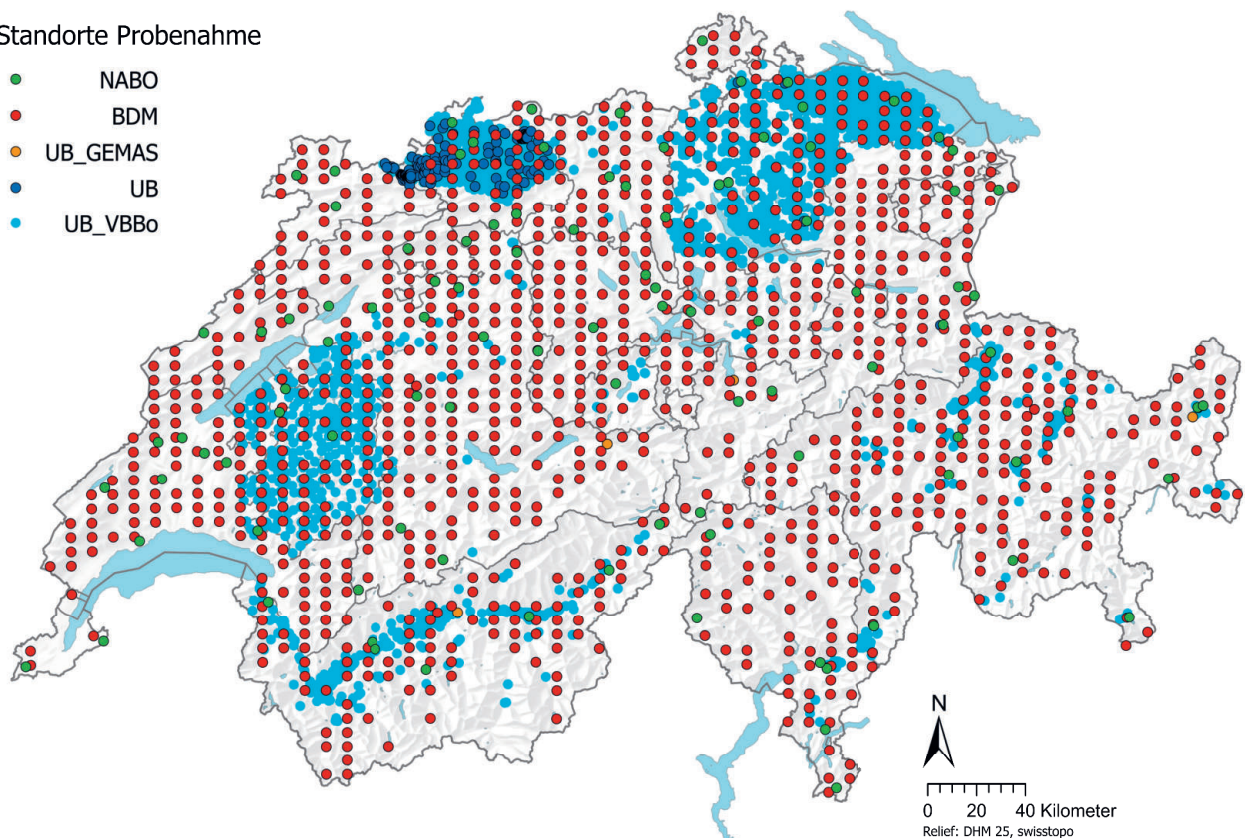 Standorte Probenahme
NABO
BDM
UB_GEMAS
UB
UB_VBBo
N
0 20 40 Kilometer
Relief: DHM 25, swisstopo